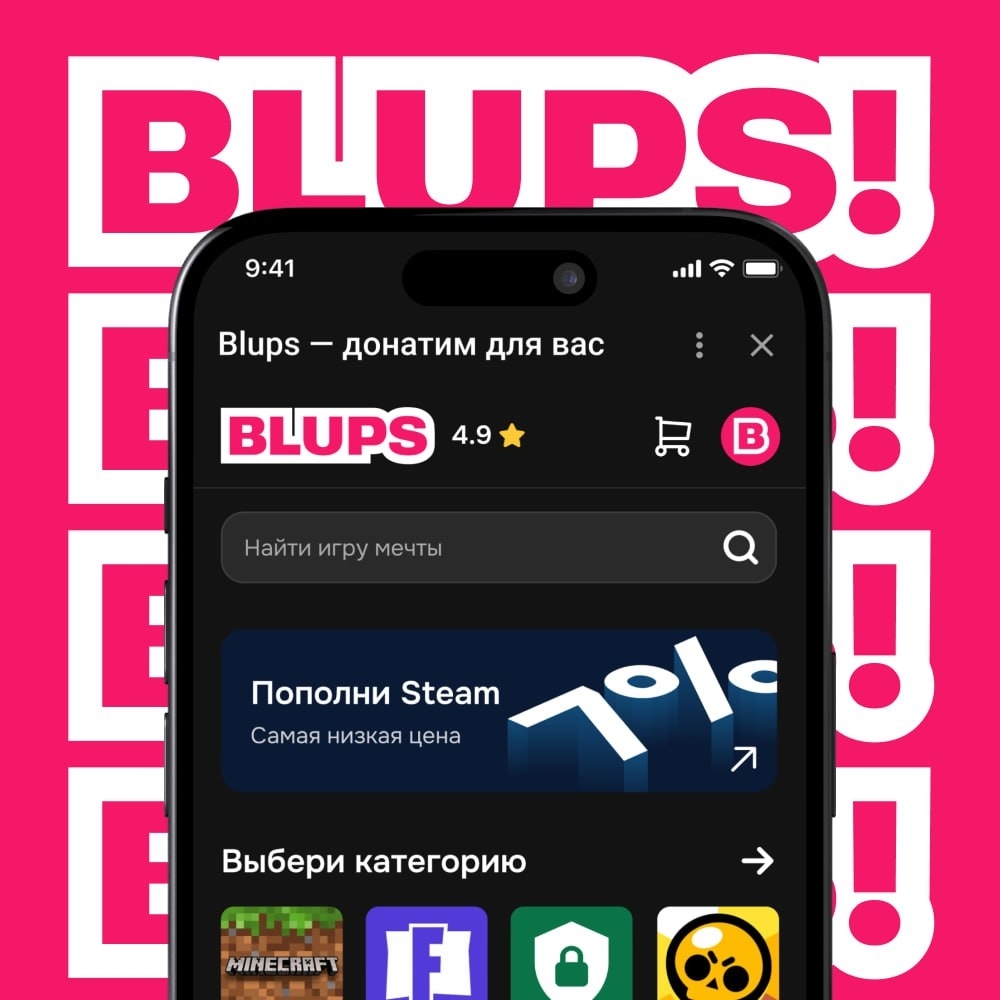 BLUPS!
9:41
Blups — донатим для вас
BLUPS 4.9
B
Найти игру мечты
Пополни Steam
Самая низкая цена
7%
Выбери категорию
MINECRAFT
F